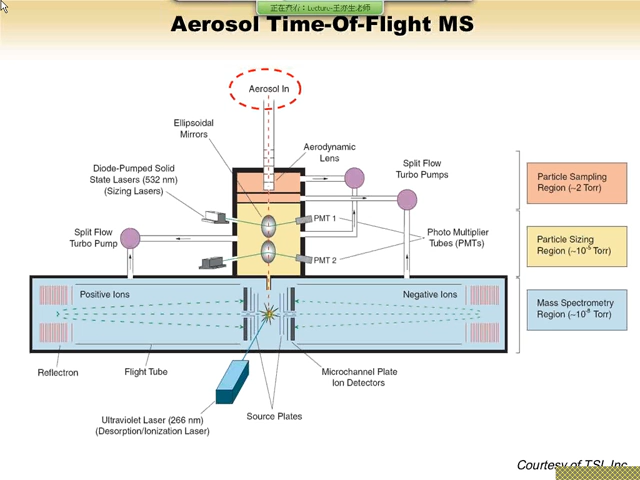 正在看看: Lecture-王亦生老师
Aerosol Time-Of-Flight MS
Aerosol In
Ellipsoidal
Mirrors
Aerodynamic
Lens
Diode-Pumped Solid
State Lasers (532 nm)
(Sizing Lasers)
Split Flow
Turbo Pumps
Particle Sampling
Region (~2 Torr)
PMT 1
Split Flow
Turbo Pump
Photo Multiplier
Tubes (PMTs)
Particle Sizing
Region (~10⁻⁵ Torr)
PMT 2
Positive Ions
Negative Ions
Mass Spectrometry
Region (~10⁻⁸ Torr)
Reflectron
Flight Tube
Microchannel Plate
Ion Detectors
Source Plates
Ultraviolet Laser (266 nm)
(Desorption/Ionization Laser)
Courtesy of TSI, Inc